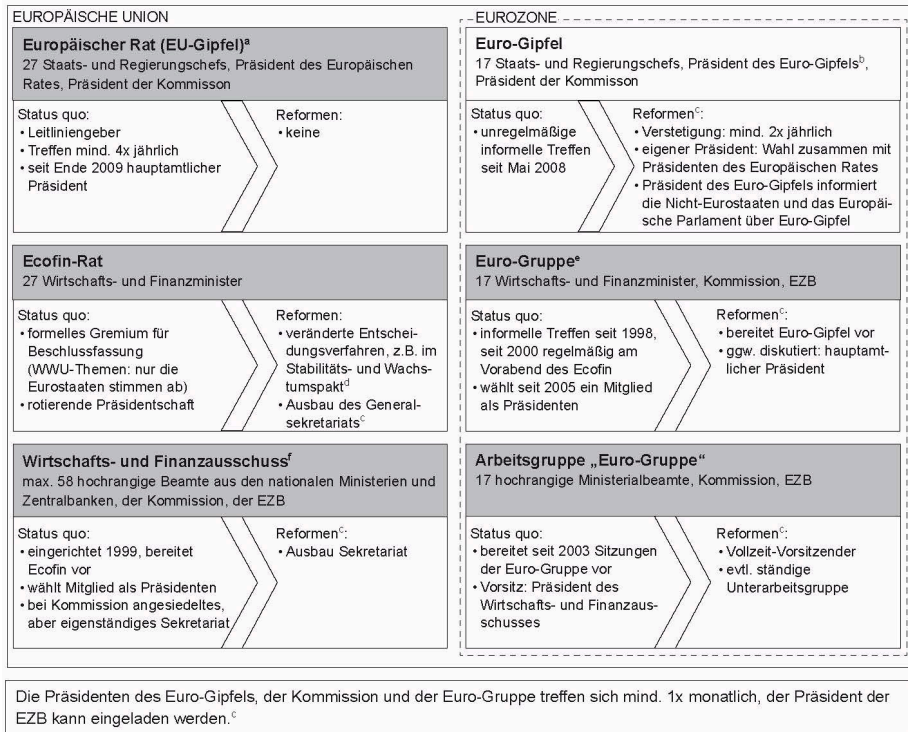 EUROPÄISCHE UNION
Europäischer Rat (EU-Gipfel)ᵃ
27 Staats- und Regierungschefs, Präsident des Europäischen
Rates, Präsident der Kommisson
Status quo:
• Leitliniengeber
• Treffen mind. 4x jährlich
• seit Ende 2009 hauptamtlicher
Präsident
Reformen:
• keine
Ecofin-Rat
27 Wirtschafts- und Finanzminister
Status quo:
• formelles Gremium für
Beschlussfassung
(WWU-Themen: nur die
Eurostaaten stimmen ab)
• rotierende Präsidentschaft
Reformen:
• veränderte Entschei-
dungsverfahren, z.B. im
Stabilitäts- und Wachs-
tumspaktᵈ
• Ausbau des General-
sekretariatsᶜ
Wirtschafts- und Finanzausschussᶠ
max. 58 hochrangige Beamte aus den nationalen Ministerien und
Zentralbanken, der Kommission, der EZB
Status quo:
• eingerichtet 1999, bereitet
Ecofin vor
• wählt Mitglied als Präsidenten
• bei Kommission angesiedeltes,
aber eigenständiges Sekretariat
Reformenᶜ:
• Ausbau Sekretariat
EUROZONE
Euro-Gipfel
17 Staats- und Regierungschefs, Präsident des Euro-Gipfelsᵇ,
Präsident der Kommisson
Status quo:
• unregelmäßige
informelle Treffen
seit Mai 2008
Reformenᶜ:
• Verstetigung: mind. 2x jährlich
• eigener Präsident: Wahl zusammen mit
Präsidenten des Europäischen Rates
• Präsident des Euro-Gipfels informiert
die Nicht-Eurostaaten und das Europäi-
sche Parlament über Euro-Gipfel
Euro-Gruppeᵉ
17 Wirtschafts- und Finanzminister, Kommission, EZB
Status quo:
• informelle Treffen seit 1998,
seit 2000 regelmäßig am
Vorabend des Ecofin
• wählt seit 2005 ein Mitglied
als Präsidenten
Reformenᶜ:
• bereitet Euro-Gipfel vor
• ggw. diskutiert: hauptamt-
licher Präsident
Arbeitsgruppe „Euro-Gruppe“
17 hochrangige Ministerialbeamte, Kommission, EZB
Status quo:
• bereitet seit 2003 Sitzungen
der Euro-Gruppe vor
• Vorsitz: Präsident des
Wirtschafts- und Finanzaus-
schusses
Reformenᶜ:
• Vollzeit-Vorsitzender
• evtl. ständige
Unterarbeitsgruppe
Die Präsidenten des Euro-Gipfels, der Kommission und der Euro-Gruppe treffen sich mind. 1x monatlich, der Präsident der
EZB kann eingeladen werden.ᶜ